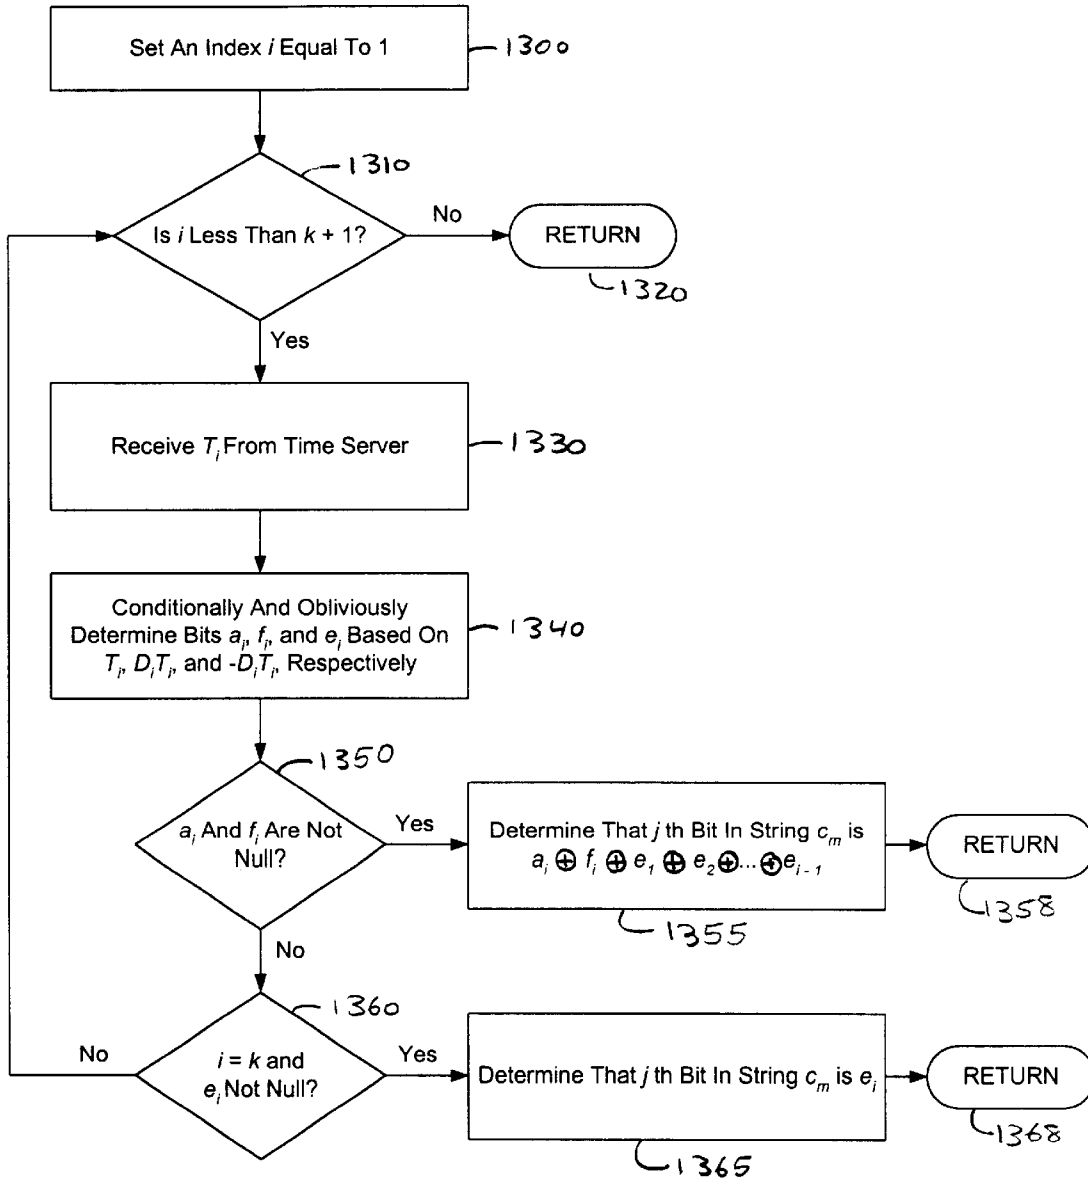 Set An Index i Equal To 1
1300
1310
Is i Less Than k + 1?
No
RETURN
1320
Yes
Receive T_i From Time Server
1330
Conditionally And Obliviously
Determine Bits a_i, f_i, and e_i Based On
T_i, D_iT_i, and -D_iT_i, Respectively
1340
1350
a_i And f_i Are Not
Null?
Yes
Determine That j th Bit In String c_m is
a_i ⊕ f_i ⊕ e_1 ⊕ e_2 ⊕ ... ⊕ e_{i - 1}
1355
RETURN
1358
No
1360
i = k and
e_i Not Null?
No
Yes
Determine That j th Bit In String c_m is e_i
1365
RETURN
1368